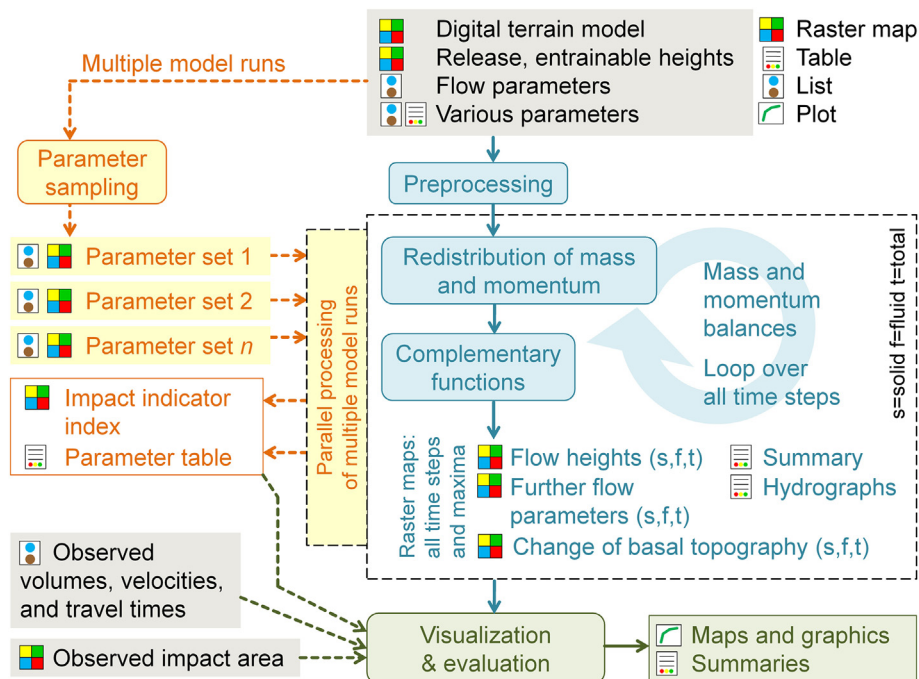 Digital terrain model
Release, entrainable heights
Flow parameters
Various parameters
Raster map
Table
List
Plot
Multiple model runs
Parameter
sampling
Preprocessing
Parameter set 1
Parameter set 2
Parameter set n
Parallel processing
of multiple model runs
Redistribution of mass
and momentum
Complementary
functions
Mass and
momentum
balances
Loop over
all time steps
s=solid f=fluid t=total
Impact indicator
index
Parameter table
Raster maps:
all time steps
and maxima
Flow heights (s,f,t)
Further flow
parameters (s,f,t)
Change of basal topography (s,f,t)
Summary
Hydrographs
Observed
volumes, velocities,
and travel times
Observed impact area
Visualization
& evaluation
Maps and graphics
Summaries